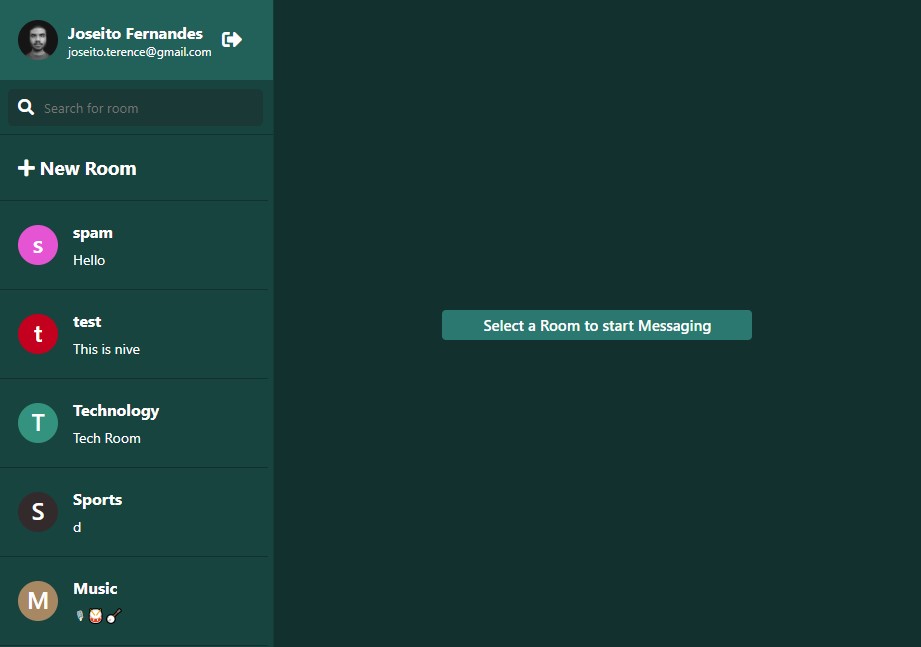 Joseito Fernandes
joseito.terence@gmail.com
Search for room
New Room
s
spam
Hello
t
test
This is nive
T
Technology
Tech Room
S
Sports
d
M
Music
Select a Room to start Messaging